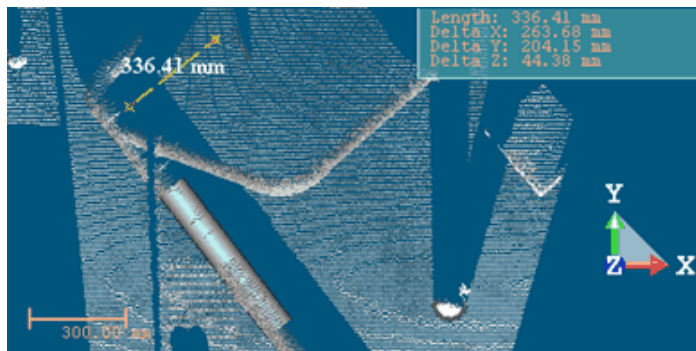 Length: 336.41 mm
Delta X: 263.68 mm
Delta Y: 204.15 mm
Delta Z: 44.38 mm
336.41 mm
Y
Z
X
300.00 mm